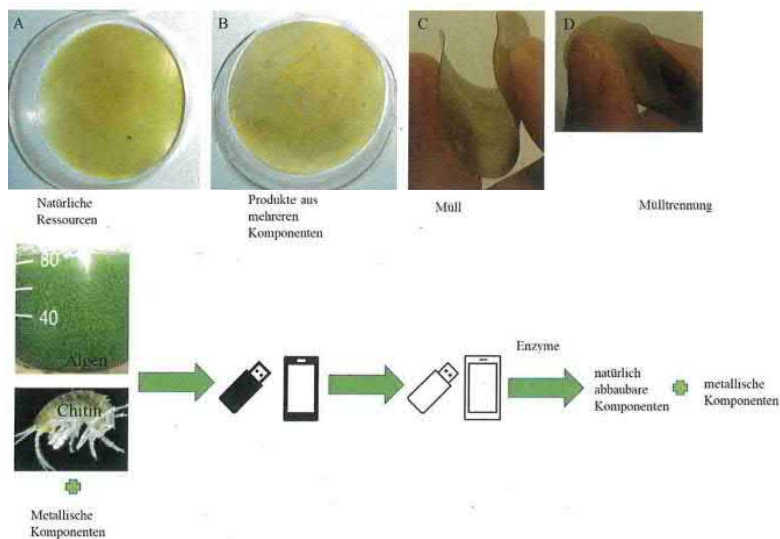 A
B
C
D
Natürliche
Ressourcen
Produkte aus
mehreren
Komponenten
Müll
Mülltrennung
80
40
Algen
Chitin
Enzyme
natürlich
abbaubare
Komponenten
metallische
Komponenten
Metallische
Komponenten